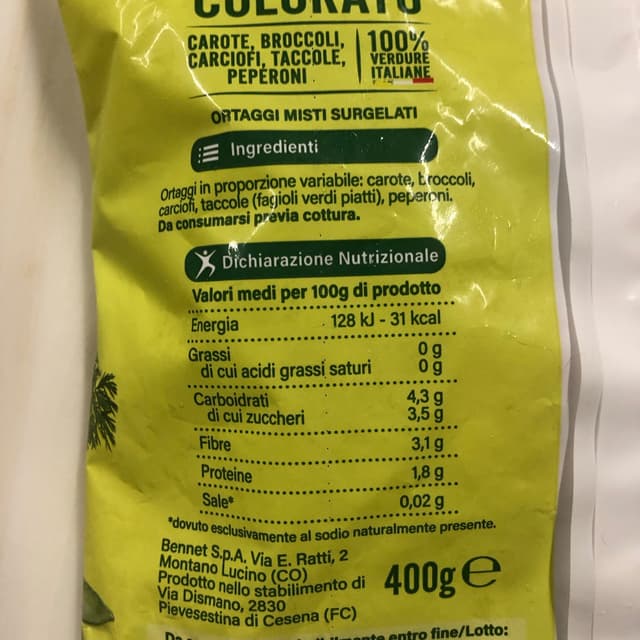 COLORATO
CAROTE, BROCCOLI,
CARCIOFI, TACCOLE,
PEPERONI
100%
VERDURE
ITALIANE
ORTAGGI MISTI SURGELATI
Ingredienti
Ortaggi in proporzione variabile: carote, broccoli,
carciofi, taccole (fagioli verdi piatti), peperoni.
Da consumarsi previa cottura.
Dichiarazione Nutrizionale
Valori medi per 100g di prodotto
Energia 128 kJ - 31 kcal
Grassi 0 g
di cui acidi grassi saturi 0 g
Carboidrati 4,3 g
di cui zuccheri 3,5 g
Fibre 3,1 g
Proteine 1,8 g
Sale* 0,02 g
*dovuto esclusivamente al sodio naturalmente presente.
Bennet S.p.A. Via E. Ratti, 2
Montano Lucino (CO)
Prodotto nello stabilimento di
Via Dismano, 2830
Pievesestina di Cesena (FC)
400g e
entro fine/Lotto: